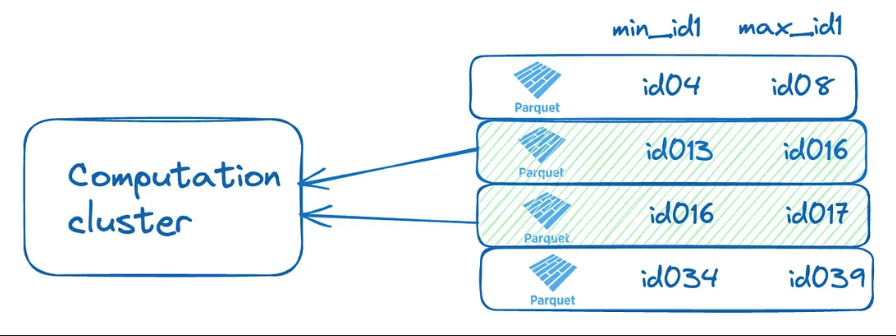 min_id1 max_id1
Parquet id04 id08
Computation
cluster
Parquet id013 id016
Parquet id016 id017
Parquet id034 id039